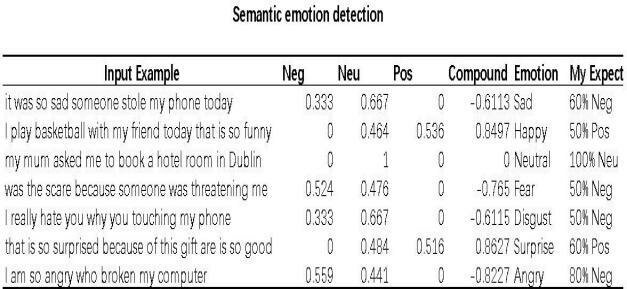 Semantic emotion detection
Input Example Neg Neu Pos Compound Emotion My Expect
it was so sad someone stole my phone today 0.333 0.667 0 -0.6113 Sad 60% Neg
I play basketball with my friend today that is so funny 0 0.464 0.536 0.8497 Happy 50% Pos
my mum asked me to book a hotel room in Dublin 0 1 0 0 Neutral 100% Neu
was the scare because someone was threatening me 0.524 0.476 0 -0.765 Fear 50% Neg
I really hate you why you touching my phone 0.333 0.667 0 -0.6115 Disgust 50% Neg
that is so surprised because of this gift are is so good 0 0.484 0.516 0.8627 Surprise 60% Pos
I am so angry who broken my computer 0.559 0.441 0 -0.8227 Angry 80% Neg